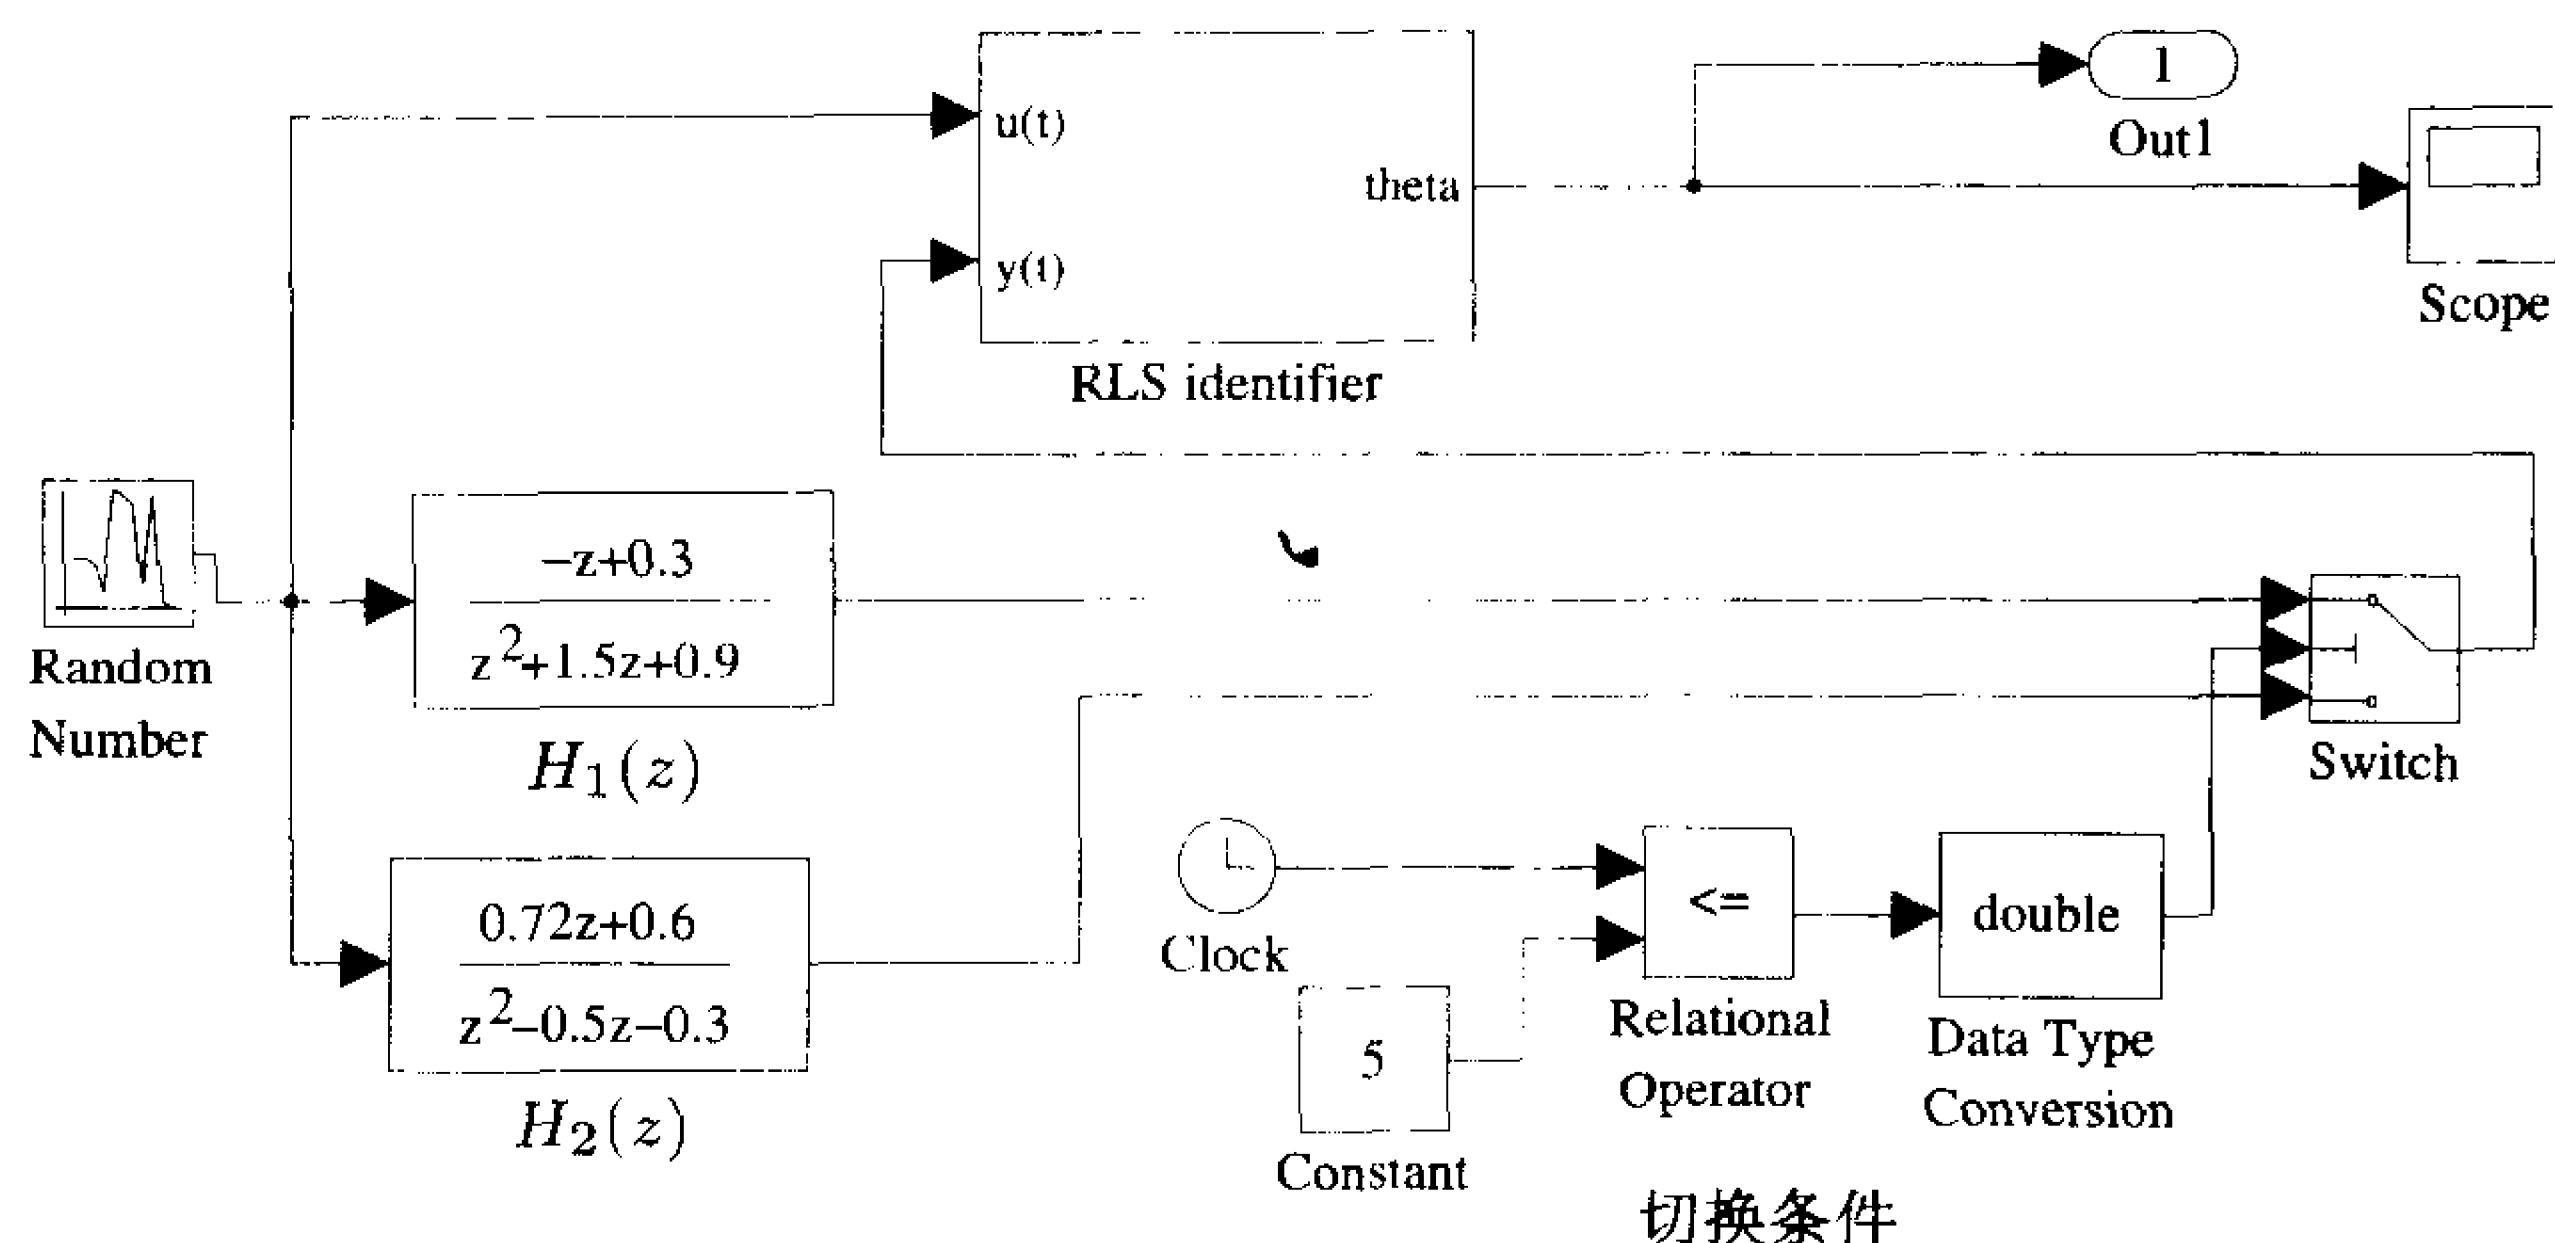 1
Out1
u(t)
theta
y(t)
Scope
RLS identifier
−z+0.3
z²+1.5z+0.9
Random
Number
H₁(z)
Switch
0.72z+0.6
z²−0.5z−0.3
H₂(z)
Clock
<=
double
5
Relational
Operator
Data Type
Conversion
Constant
切换条件